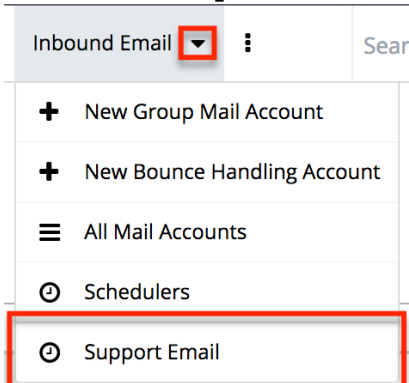 Inbound Email
Sear
New Group Mail Account
New Bounce Handling Account
All Mail Accounts
Schedulers
Support Email